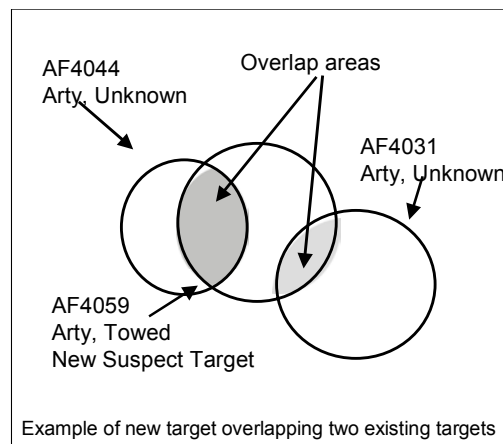 AF4044
Arty, Unknown
Overlap areas
AF4031
Arty, Unknown
AF4059
Arty, Towed
New Suspect Target
Example of new target overlapping two existing targets